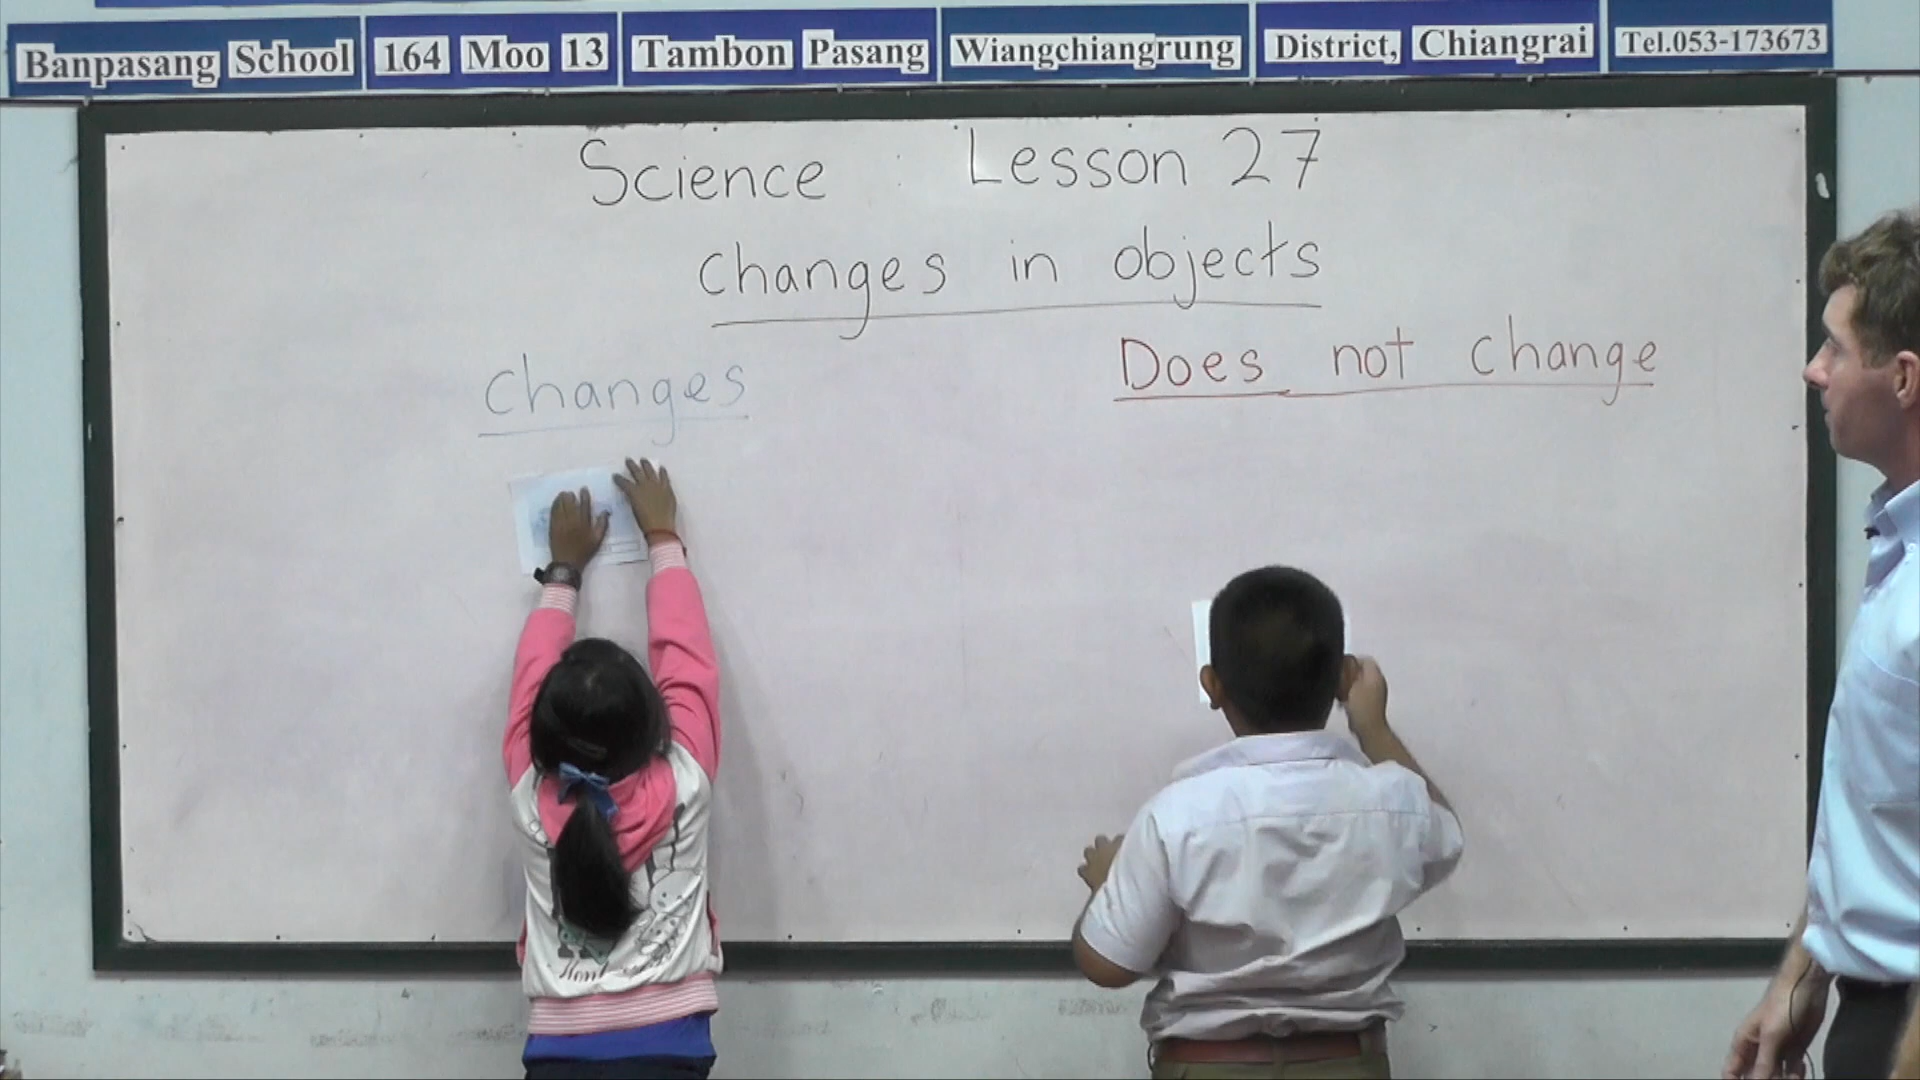 Banpasang School 164 Moo 13 Tambon Pasang Wiangchiangrung District, Chiangrai Tel.053-173673
Science : Lesson 27
changes in objects
changes
Does not change